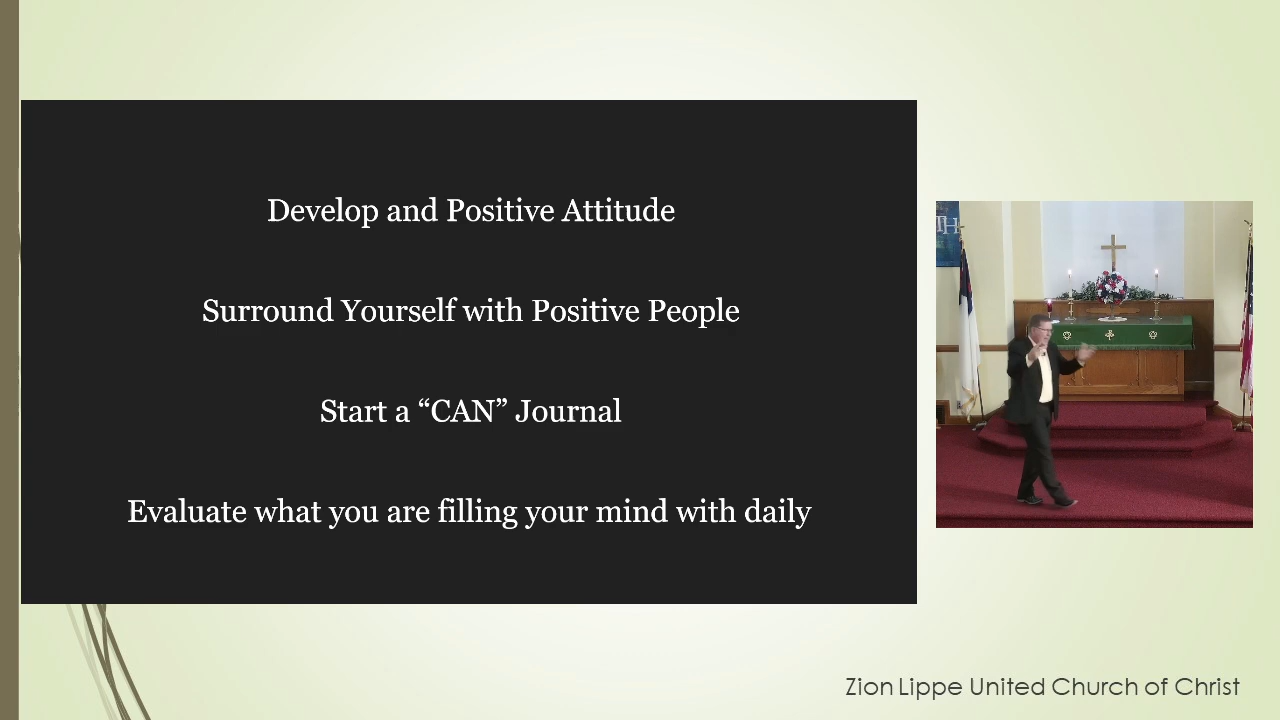 Develop and Positive Attitude
Surround Yourself with Positive People
TH
Start a “CAN” Journal
Evaluate what you are filling your mind with daily
Zion Lippe United Church of Christ